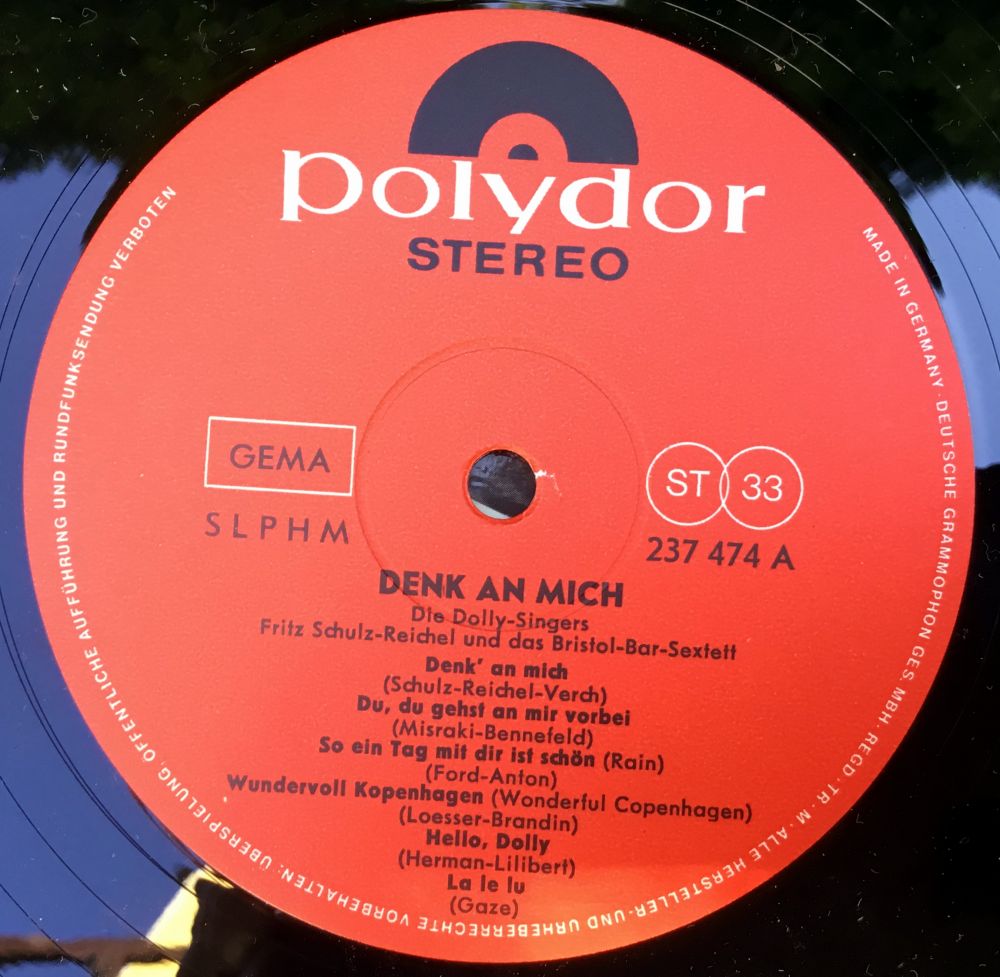 polydor
STEREO
GEMA
SLPHM
ST 33
237 474 A
DENK AN MICH
Die Dolly-Singers
Fritz Schulz-Reichel und das Bristol-Bar-Sextett
Denk' an mich
(Schulz-Reichel-Verch)
Du, du gehst an mir vorbei
(Misraki-Bennefeld)
So ein Tag mit dir ist schön (Rain)
(Ford-Anton)
Wundervoll Kopenhagen (Wonderful Copenhagen)
(Loesser-Brandin)
Hello, Dolly
(Herman-Lilibert)
La le lu
(Gaze)
MADE IN GERMANY · DEUTSCHE GRAMMOPHON GES. MBH · REGD. TR. M · ALLE HERSTELLER- UND URHEBERRECHTE VORBEHALTEN: ÜBERSPIELUNG, ÖFFENTLICHE AUFFÜHRUNG UND RUNDFUNKSENDUNG VERBOTEN